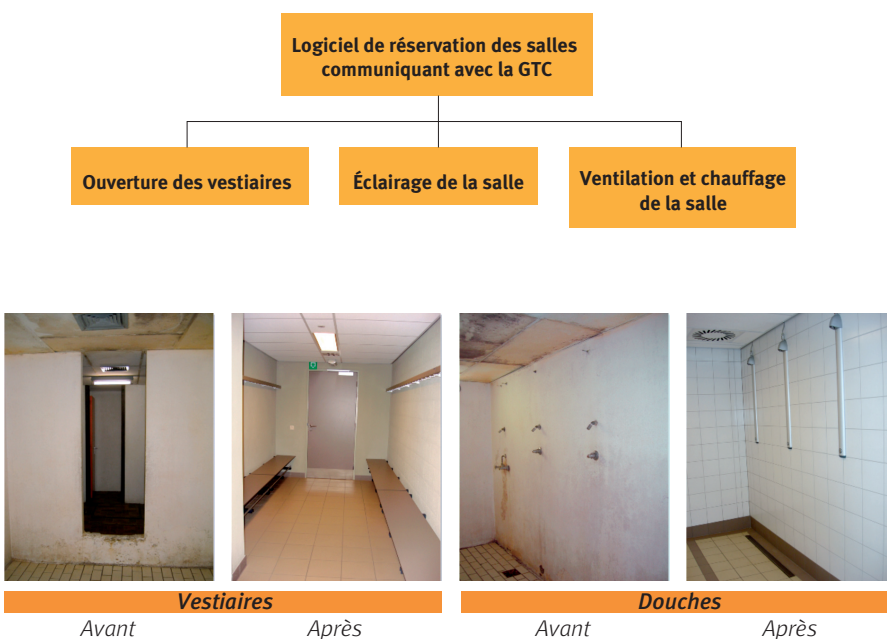 Logiciel de réservation des salles
communiquant avec la GTC
Ouverture des vestiaires
Éclairage de la salle
Ventilation et chauffage
de la salle
Vestiaires
Douches
Avant
Après
Avant
Après